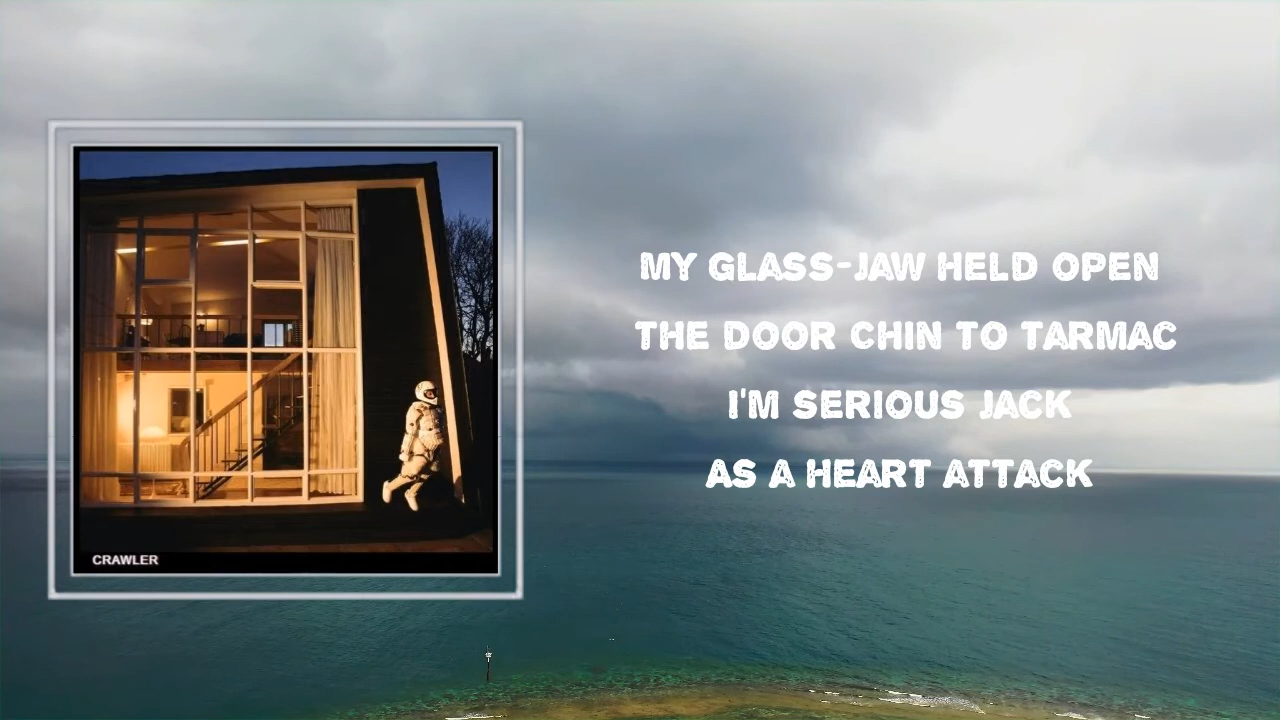 MY GLASS-JAW HELD OPEN
THE DOOR CHIN TO TARMAC
I'M SERIOUS JACK
AS A HEART ATTACK
CRAWLER